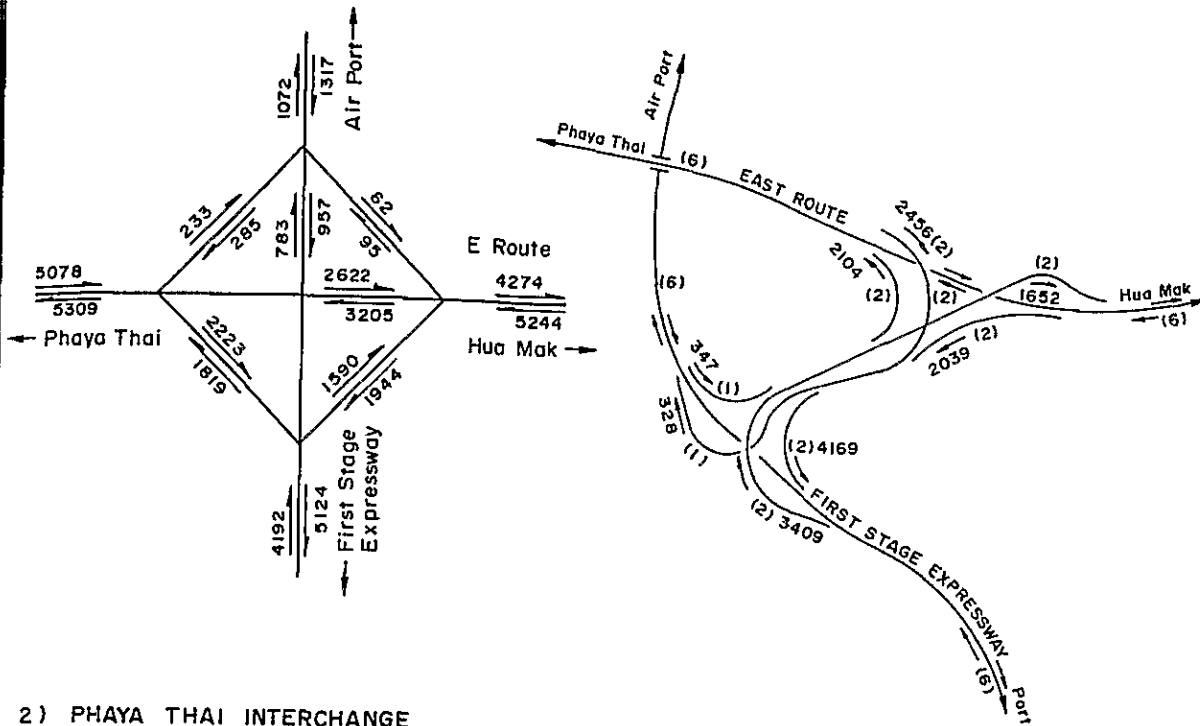 Air Port
1072
1317
233
285
783
957
62
95
E Route
5078
5309
2622
3205
4274
5244
Phaya Thai
Hua Mak
2223
1819
1590
1944
First Stage
Expressway
4192
5124
Air Port
Phaya Thai
(6)
EAST ROUTE
2456(2)
2104
(2)
(2)
(2)
1652
Hua Mak
(6)
(2)
2039
(6)
347
(1)
328
(1)
(2)4169
(2) 3409
FIRST STAGE EXPRESSWAY
(6)
Port
2) PHAYA THAI INTERCHANGE